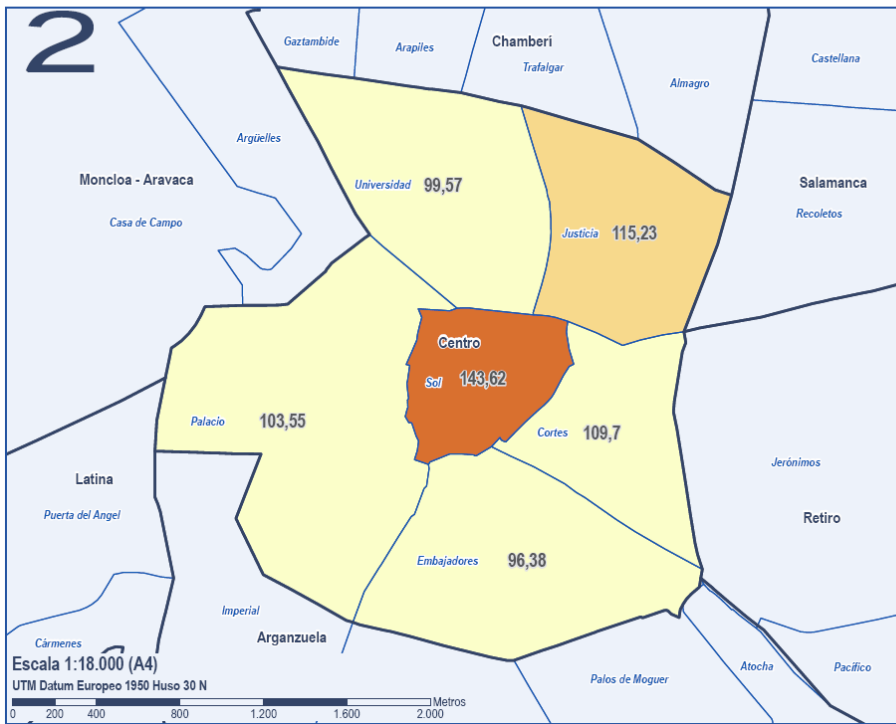 2
Gaztambide
Arapiles
Chamberi
Trafalgar
Castellana
Almagro
Argüelles
Moncloa - Aravaca
Universidad
99,57
Salamanca
Recoletos
Casa de Campo
Justicia
115,23
Centro
Sol
143,62
Palacio
103,55
Cortes
109,7
Jerónimos
Latina
Puerta del Angel
Retiro
Embajadores
96,38
Imperial
Arganzuela
Cármenes
Escala 1:18.000 (A4)
UTM Datum Europeo 1950 Huso 30 N
Palos de Moguer
Atocha
Pacífico
Metros
0 200 400 800 1.200 1.600 2.000